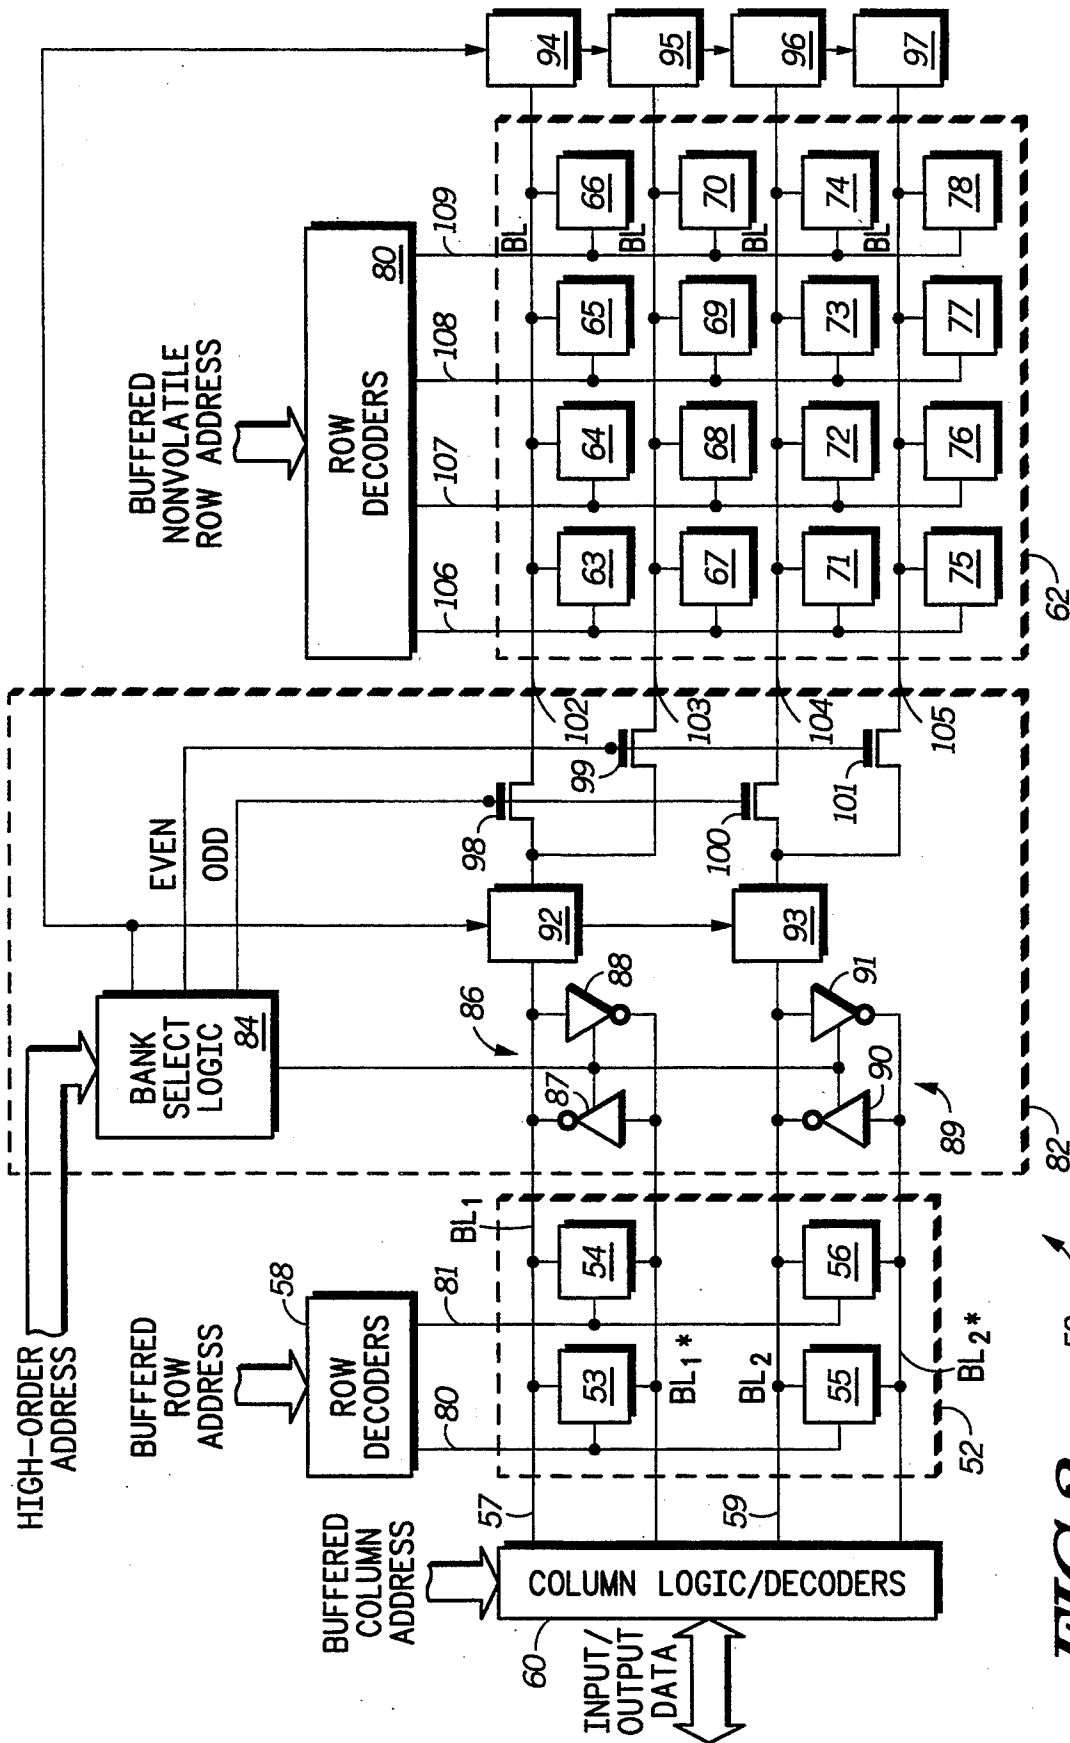 HIGH-ORDER
ADDRESS
BUFFERED
ROW
ADDRESS
BUFFERED
COLUMN
ADDRESS
INPUT/
OUTPUT
DATA
60
COLUMN LOGIC/DECODERS
57
59
58
ROW
DECODERS
80
81
53
54
55
56
BL1
BL1*
BL2
BL2*
52
BANK
SELECT
LOGIC
84
EVEN
ODD
86
87
88
89
90
91
92
93
98
99
100
101
102
103
104
105
82
BUFFERED
NONVOLATILE
ROW ADDRESS
ROW
DECODERS
80
106
107
108
109
BL
BL
BL
BL
63
64
65
66
67
68
69
70
71
72
73
74
75
76
77
78
62
94
95
96
97